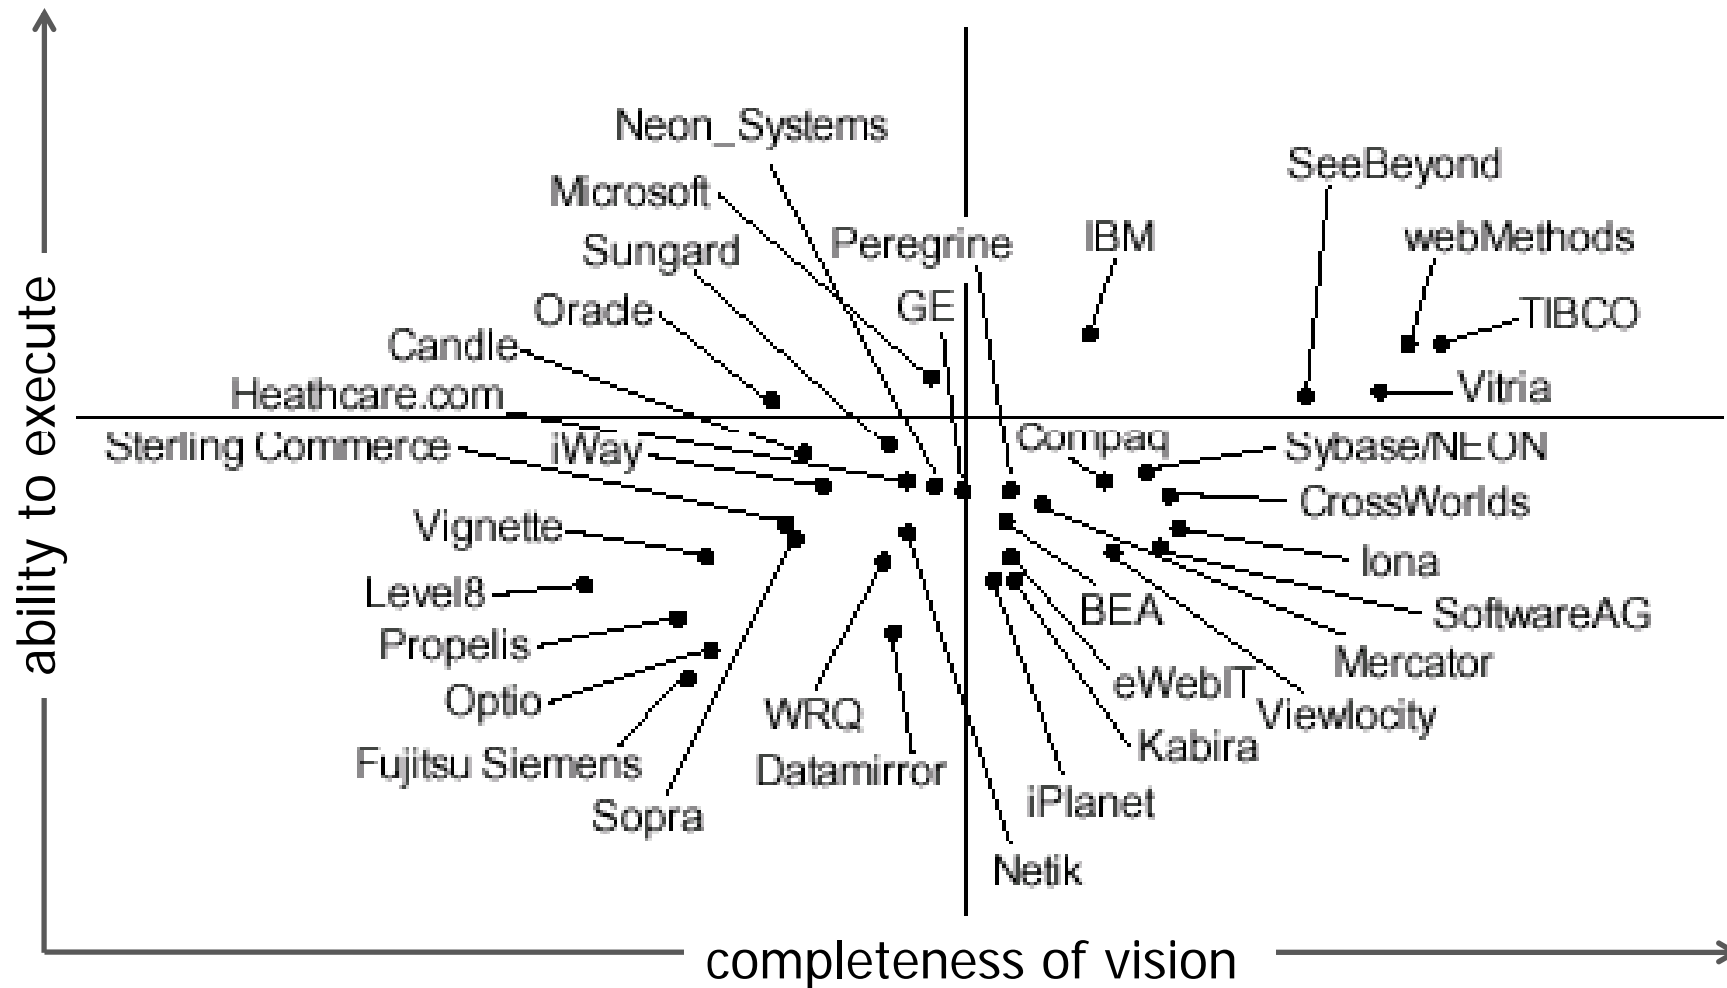 Neon_Systems
SeeBeyond
Microsoft
IBM
webMethods
Sungard
Peregrine
GE
TIBCO
Oracle
Candle
Vitria
Heathcare.com
Compaq
Sterling Commerce
iWay
Sybase/NEON
CrossWorlds
Vignette
Iona
Level8
BEA
SoftwareAG
Propelis
Mercator
eWebIT
Optio
WRQ
Viewlocity
Kabira
Fujitsu Siemens
Datamirror
iPlanet
Sopra
Netik
ability to execute
completeness of vision